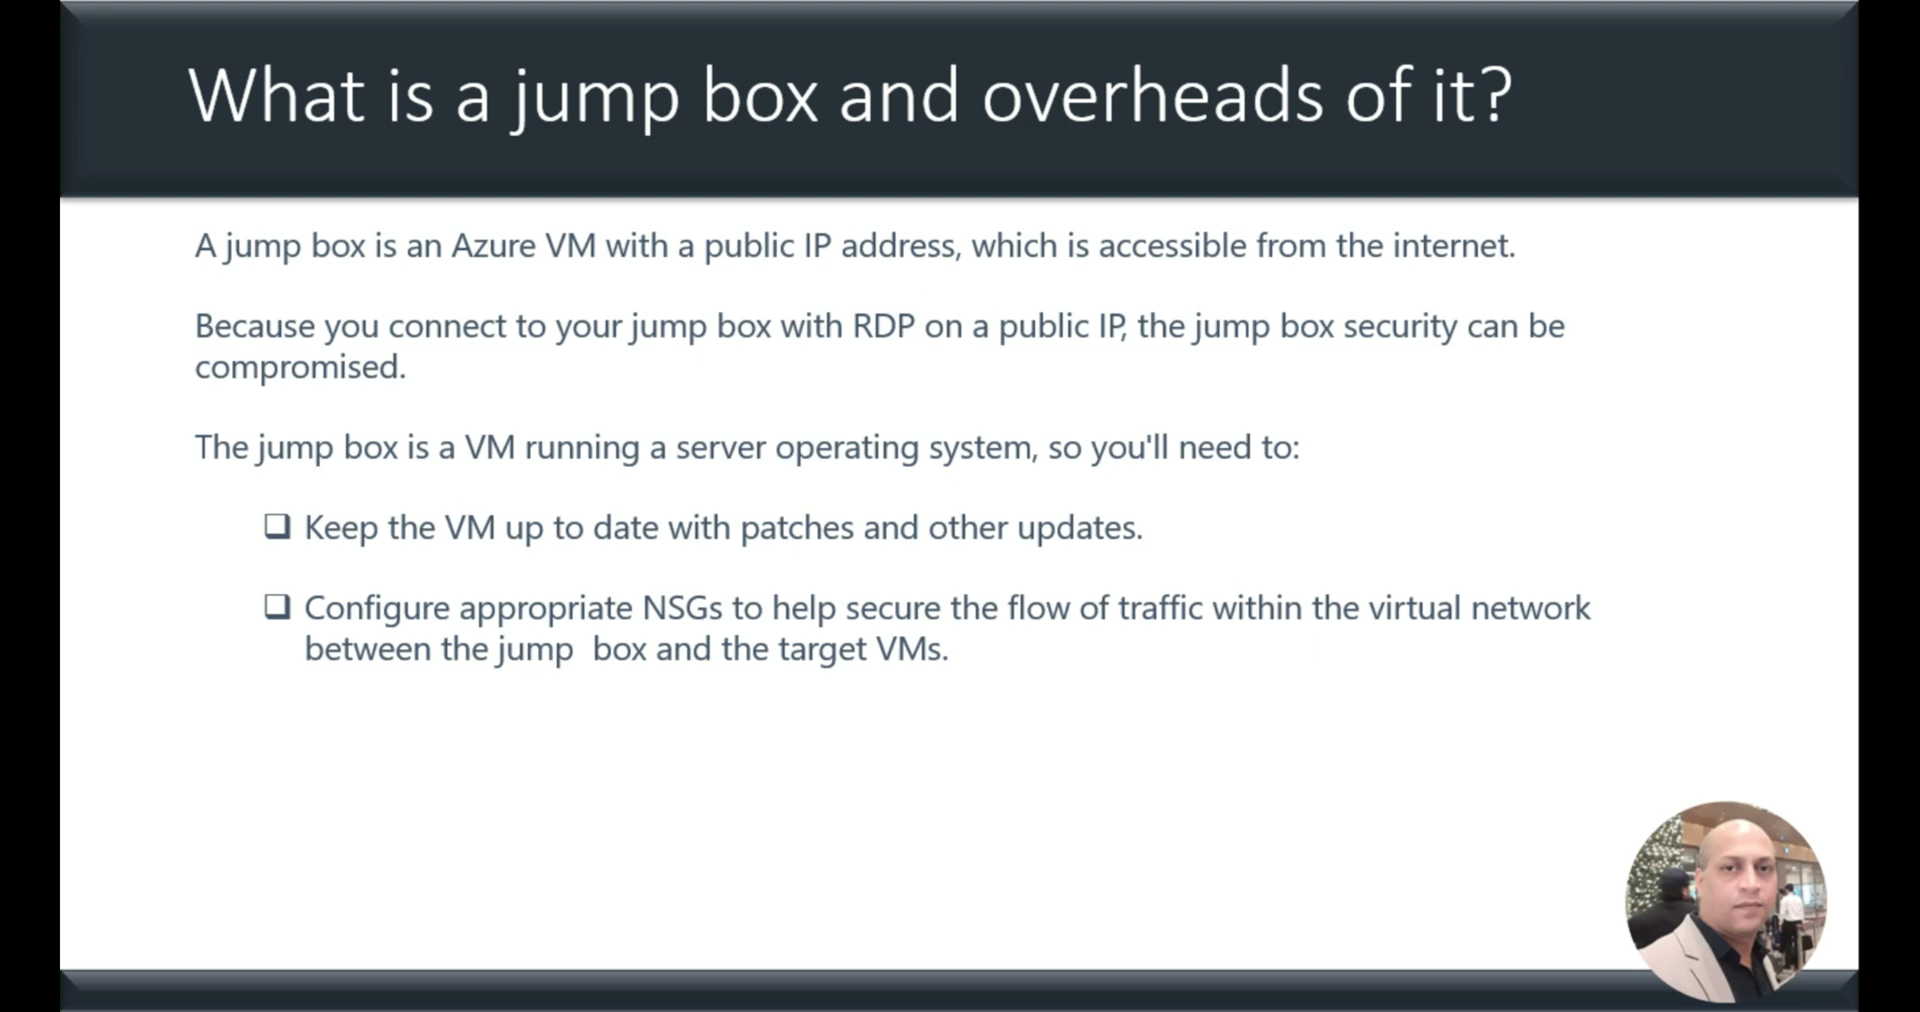 What is a jump box and overheads of it?
A jump box is an Azure VM with a public IP address, which is accessible from the internet.
Because you connect to your jump box with RDP on a public IP, the jump box security can be
compromised.
The jump box is a VM running a server operating system, so you'll need to:
Keep the VM up to date with patches and other updates.
Configure appropriate NSGs to help secure the flow of traffic within the virtual network
between the jump  box and the target VMs.